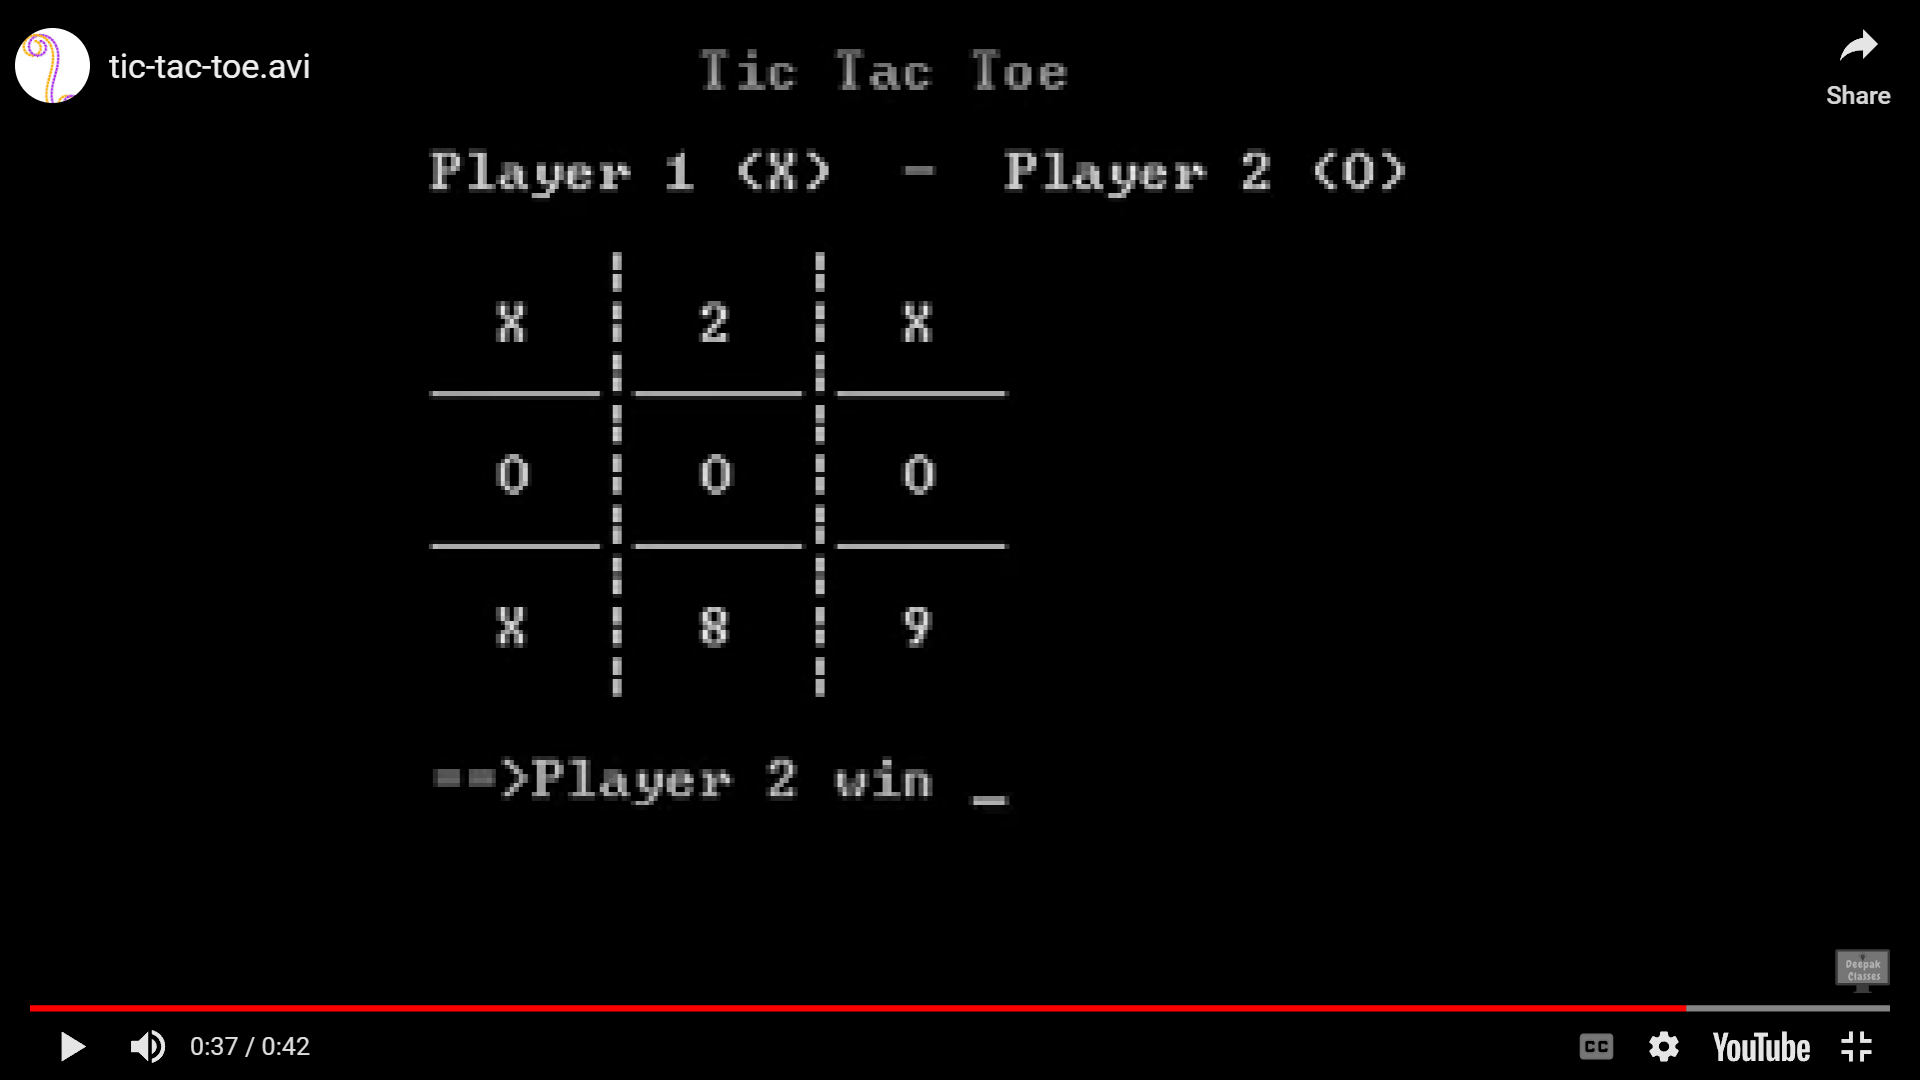 tic-tac-toe.avi
Share
Tic Tac Toe
Player 1 (X) - Player 2 (O)
X 2 X
O O O
X 8 9
==>Player 2 win _
Deepak
Classes
0:37 / 0:42
CC
YouTube